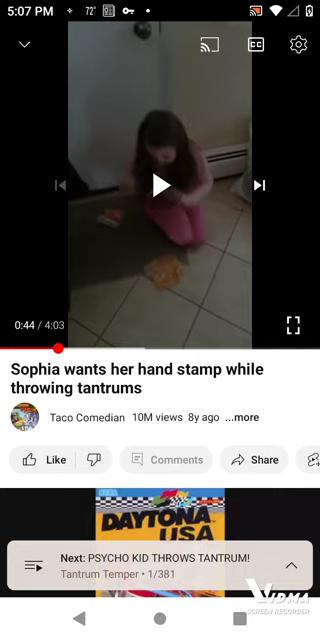 5:07 PM
72°
CC
0:44 / 4:03
Sophia wants her hand stamp while
throwing tantrums
Taco Comedian 10M views 8y ago ...more
Like
Comments
Share
DAYTONA
USA
Next: PSYCHO KID THROWS TANTRUM!
Tantrum Temper • 1/381
VIDMA
SCREEN RECORDER